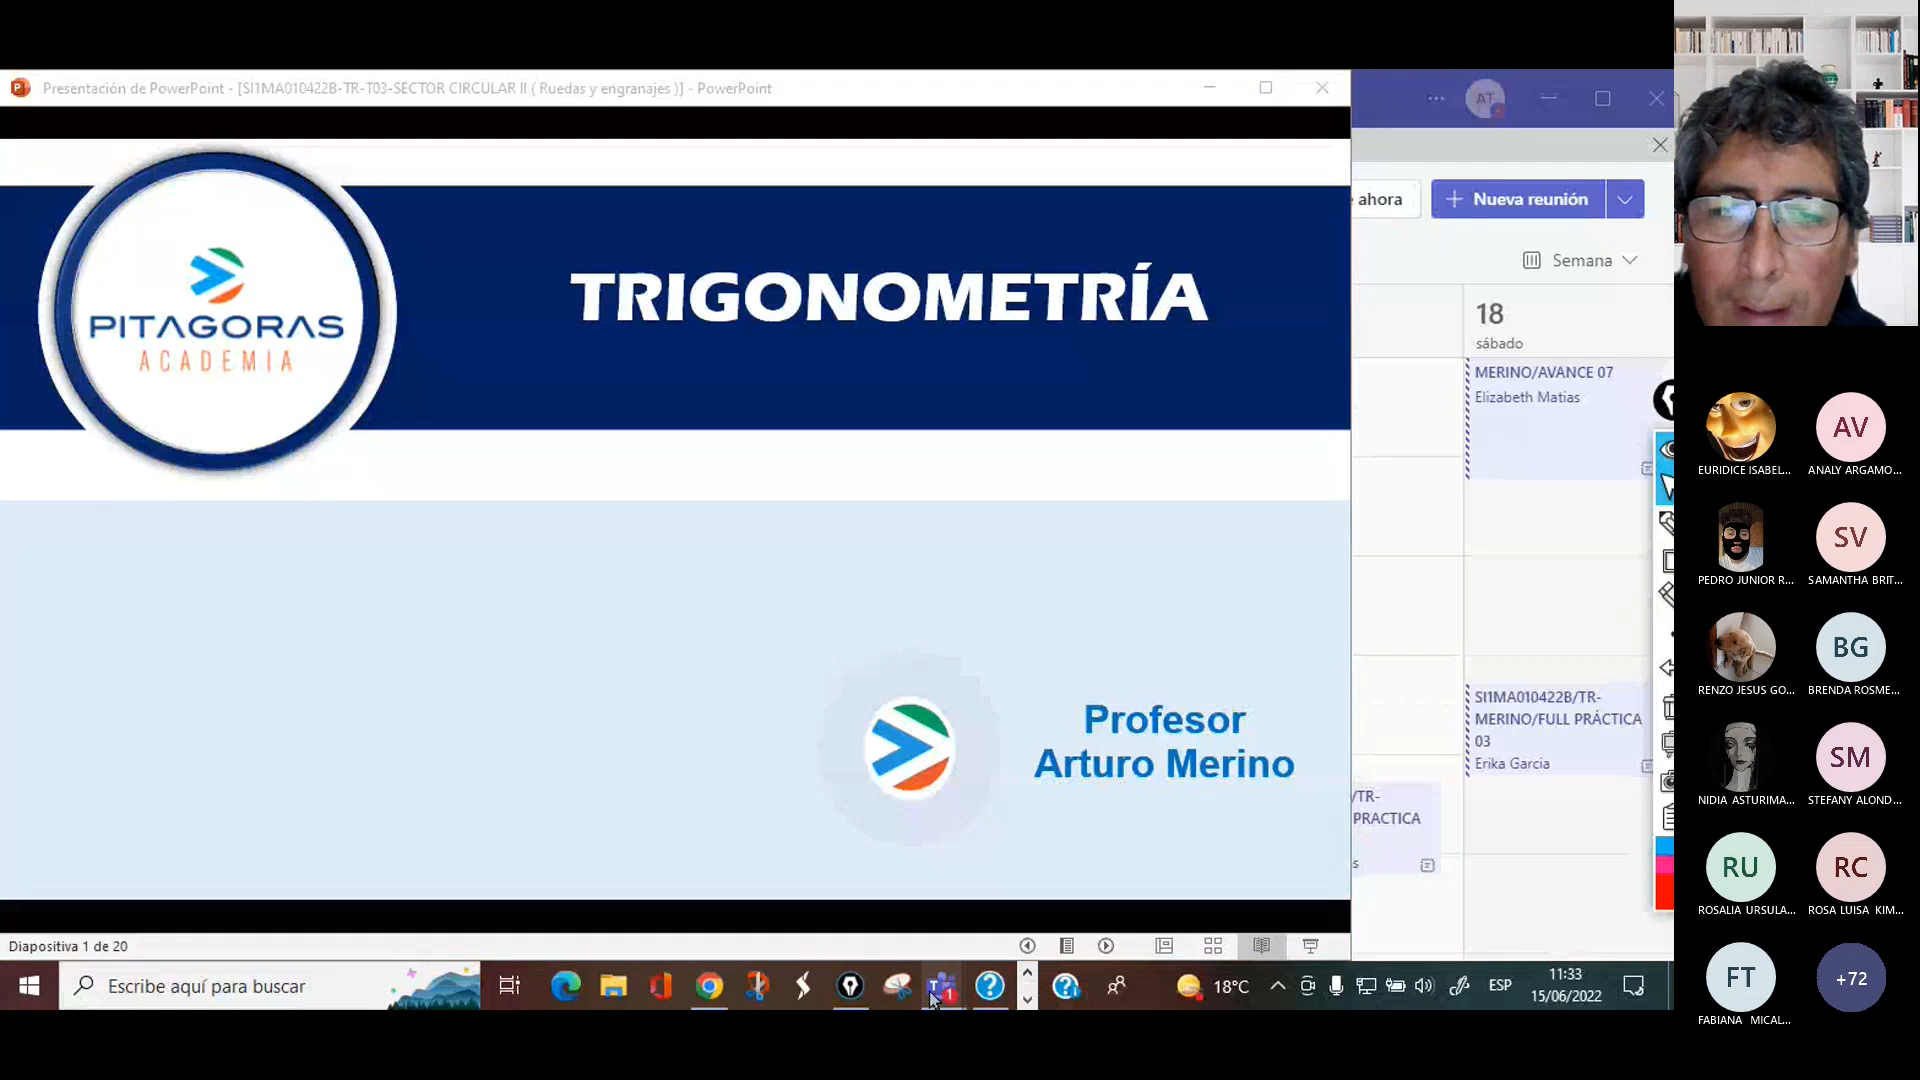 Presentación de PowerPoint - [SI1MA010422B-TR-T03-SECTOR CIRCULAR II ( Ruedas y engranajes )] - PowerPoint
AT
ahora
Nueva reunión
Semana
18
sábado
MERINO/AVANCE 07
Elizabeth Matias
SI1MA010422B/TR-
MERINO/FULL PRÁCTICA
03
Erika Garcia
/TR-
PRACTICA
s
PITAGORAS
ACADEMIA
TRIGONOMETRÍA
Profesor
Arturo Merino
Diapositiva 1 de 20
Escribe aquí para buscar
1
18°C
ESP
11:33
15/06/2022
EURIDICE ISABEL...
AV
ANALY ARGAMO...
PEDRO JUNIOR R...
SV
SAMANTHA BRIT...
RENZO JESUS GO...
BG
BRENDA ROSME...
NIDIA ASTURIMA...
SM
STEFANY ALOND...
RU
ROSALIA URSULA...
RC
ROSA LUISA KIM...
FT
FABIANA MICAL...
+72